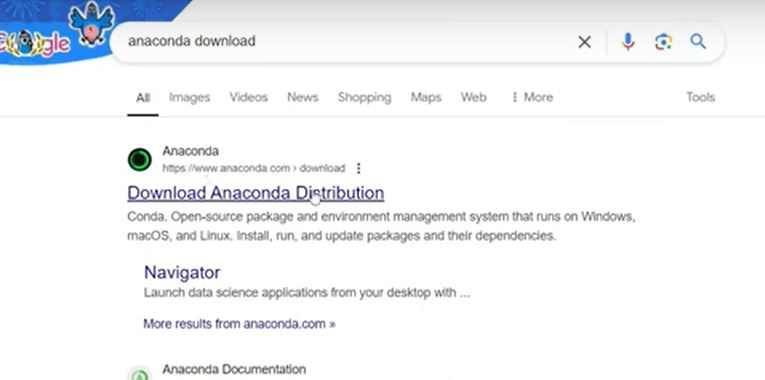 gle
anaconda download
All Images Videos News Shopping Maps Web More Tools
Anaconda
https://www.anaconda.com › download
Download Anaconda Distribution
Conda. Open-source package and environment management system that runs on Windows,
macOS, and Linux. Install, run, and update packages and their dependencies.
Navigator
Launch data science applications from your desktop with ...
More results from anaconda.com »
Anaconda Documentation